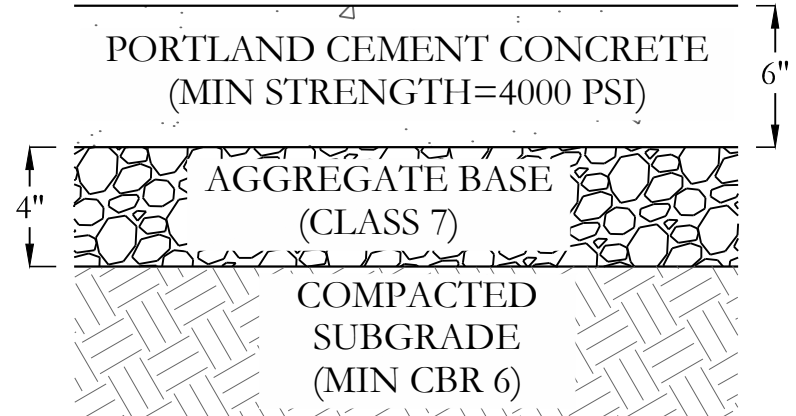 PORTLAND CEMENT CONCRETE
(MIN STRENGTH=4000 PSI)
6"
AGGREGATE BASE
(CLASS 7)
4"
COMPACTED
SUBGRADE
(MIN CBR 6)